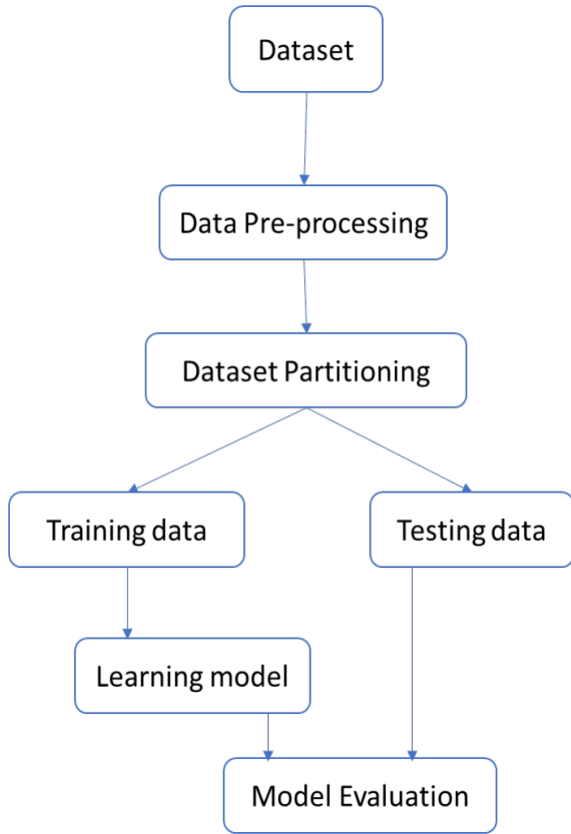 Dataset
Data Pre-processing
Dataset Partitioning
Training data
Testing data
Learning model
Model Evaluation